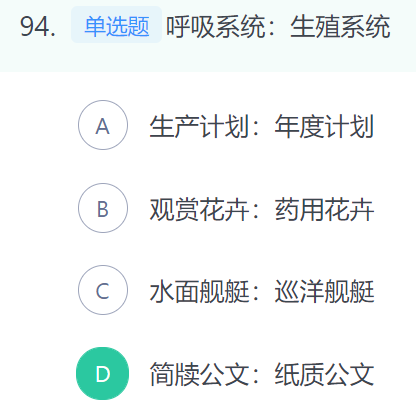 94. 单选题 呼吸系统：生殖系统
A 生产计划：年度计划
B 观赏花卉：药用花卉
C 水面舰艇：巡洋舰艇
D 简牍公文：纸质公文